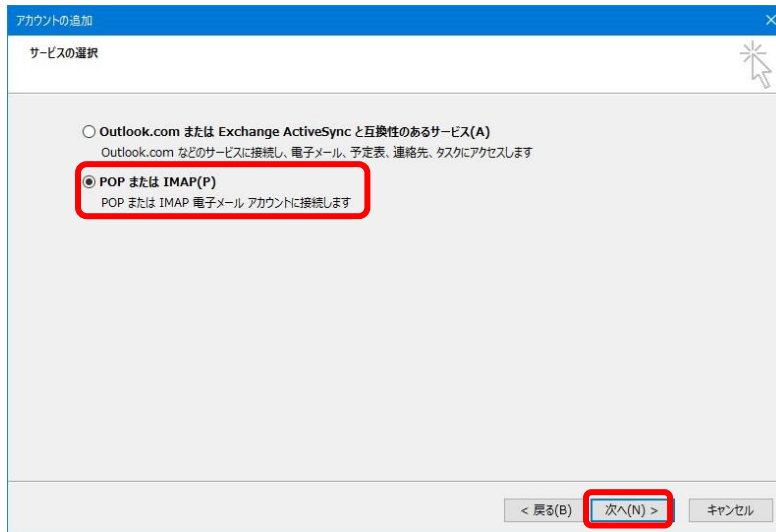 アカウントの追加
サービスの選択
Outlook.com または Exchange ActiveSync と互換性のあるサービス(A)
Outlook.com などのサービスに接続し、電子メール、予定表、連絡先、タスクにアクセスします
POP または IMAP(P)
POP または IMAP 電子メール アカウントに接続します
< 戻る(B) 次へ(N) > キャンセル